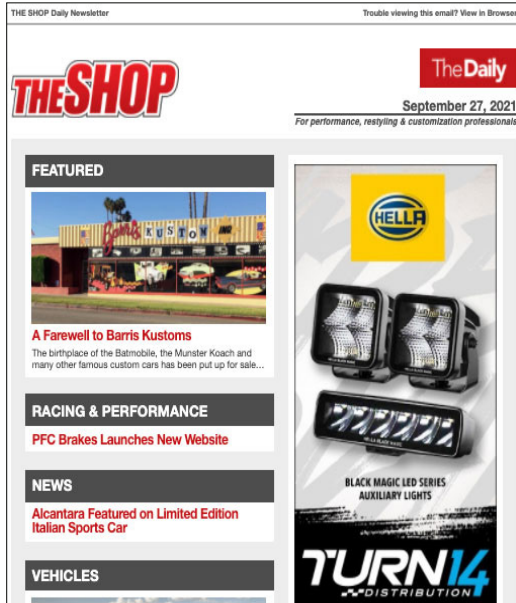 THE SHOP Daily Newsletter
Trouble viewing this email? View in Browser
THE SHOP
The Daily
September 27, 2021
For performance, restyling & customization professionals
FEATURED
Barris KUSTOM
A Farewell to Barris Kustoms
The birthplace of the Batmobile, the Munster Koach and
many other famous custom cars has been put up for sale...
RACING & PERFORMANCE
PFC Brakes Launches New Website
NEWS
Alcantara Featured on Limited Edition
Italian Sports Car
VEHICLES
HELLA
HELLA BLACK MAGIC
BLACK MAGIC LED SERIES
AUXILIARY LIGHTS
TURN14
DISTRIBUTION